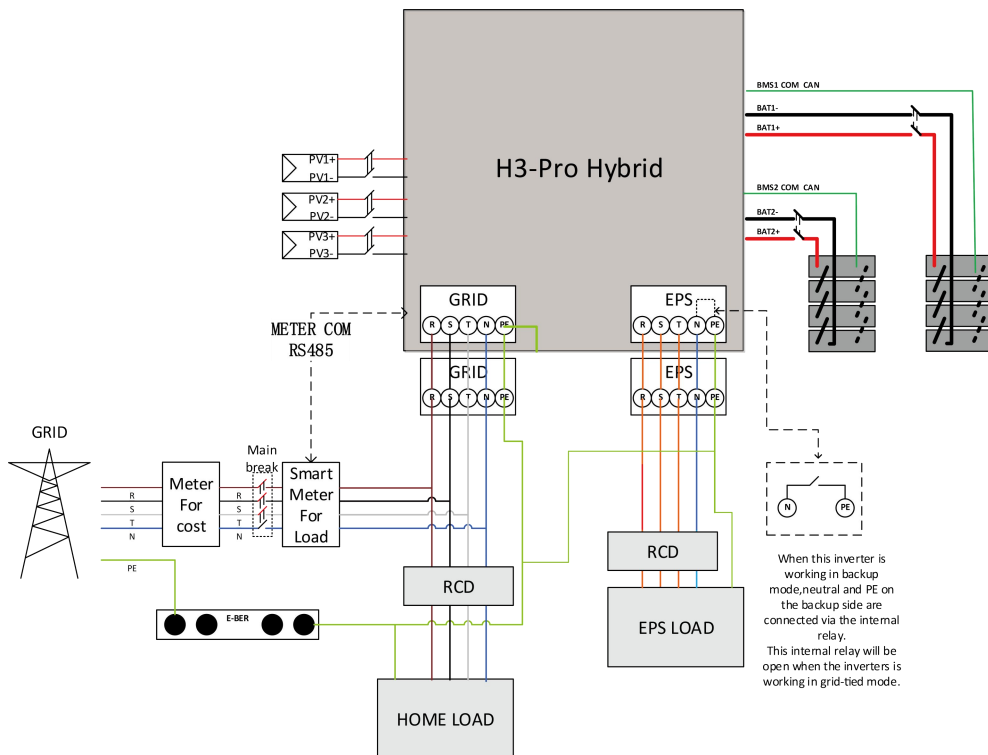 BMS1 COM CAN
BAT1-
BAT1+
H3-Pro Hybrid
PV1+
PV1-
PV2+
PV2-
PV3+
PV3-
BMS2 COM CAN
BAT2-
BAT2+
GRID
R S T N PE
EPS
R S T N PE
METER COM
RS485
GRID
R S T N PE
EPS
R S T N PE
GRID
Meter
For
cost
Main
break
Smart
Meter
For
Load
R
S
T
N
R
S
T
N
PE
N
PE
RCD
RCD
E-BER
EPS LOAD
HOME LOAD
When this inverter is
working in backup
mode,neutral and PE on
the backup side are
connected via the internal
relay.
This internal relay will be
open when the inverters is
working in grid-tied mode.